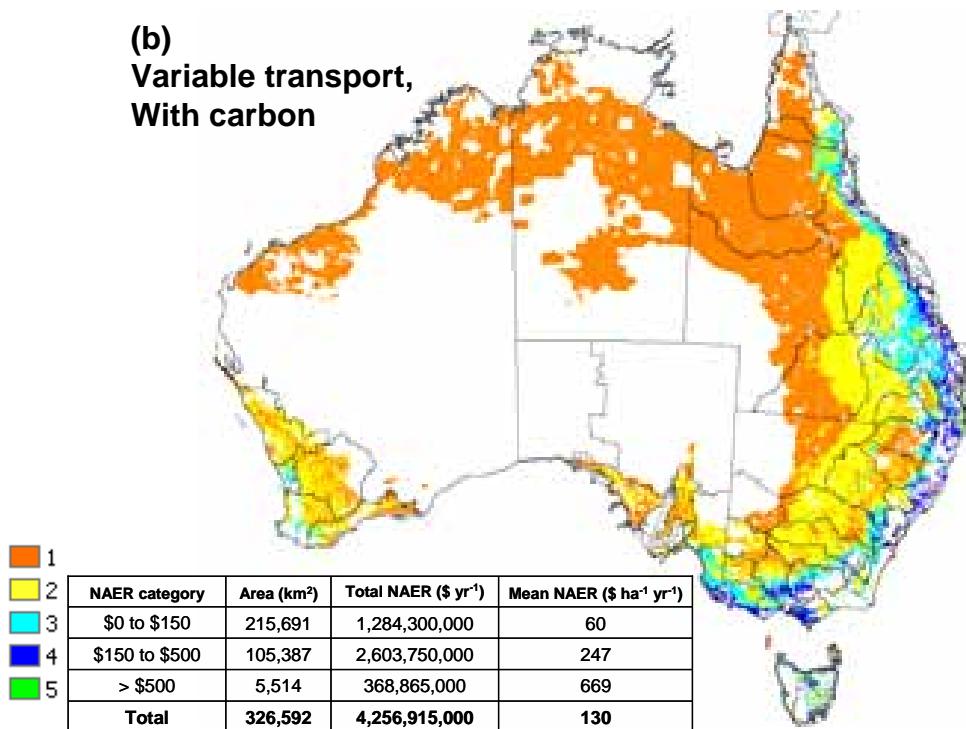 (b)
Variable transport,
With carbon
1
2
3
4
5
NAER category Area (km²) Total NAER ($ yr⁻¹) Mean NAER ($ ha⁻¹ yr⁻¹)
$0 to $150 215,691 1,284,300,000 60
$150 to $500 105,387 2,603,750,000 247
> $500 5,514 368,865,000 669
Total 326,592 4,256,915,000 130